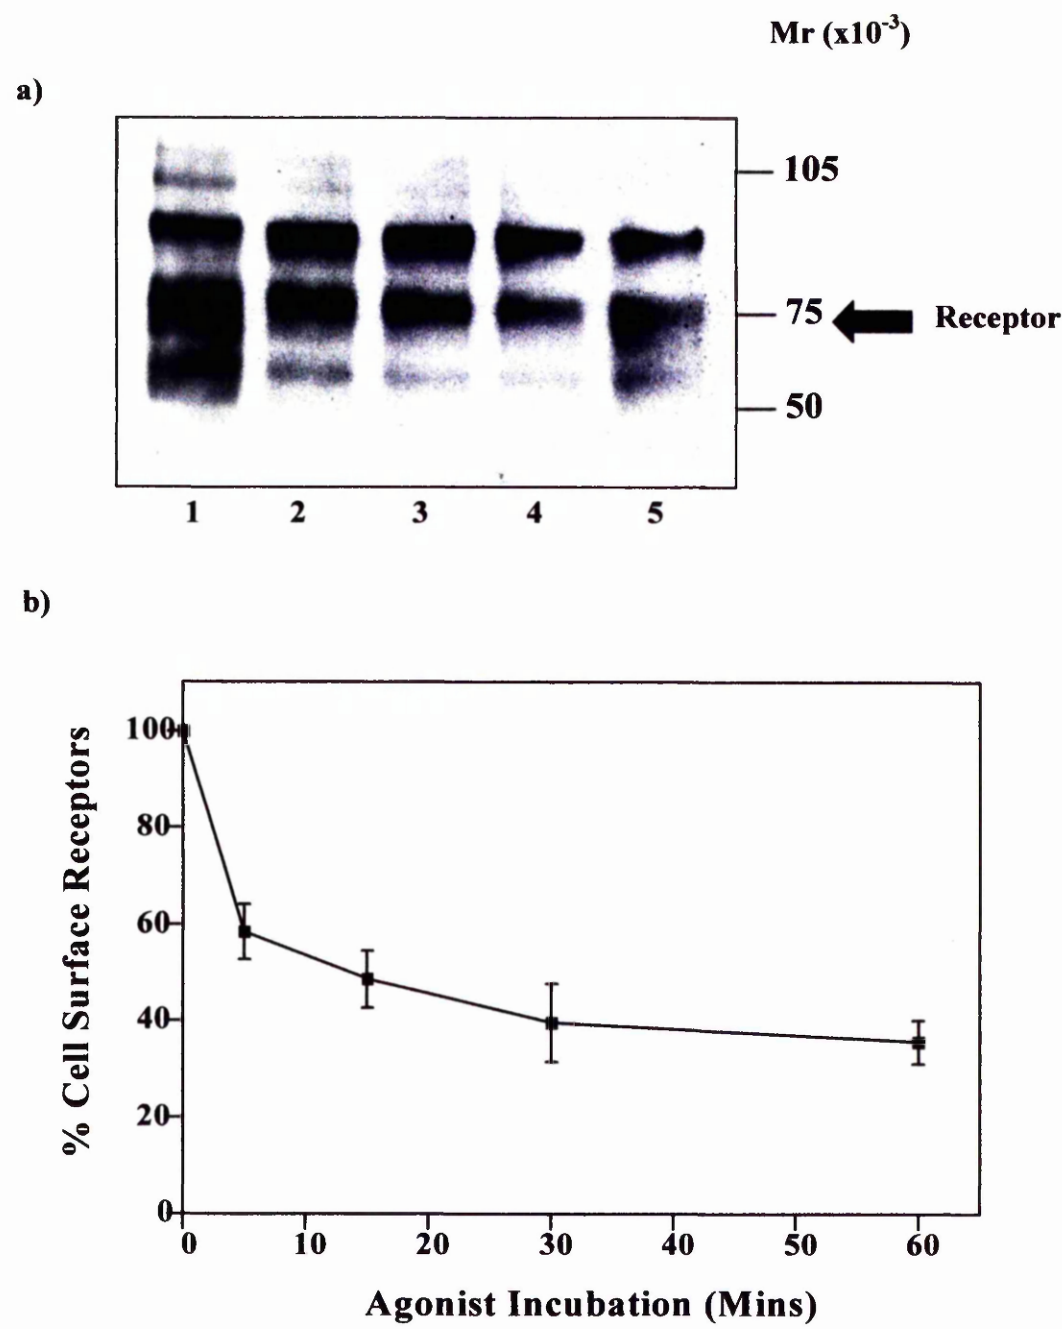 Mr (x10⁻³)
a)
105
75
Receptor
50
1 2 3 4 5
b)
% Cell Surface Receptors
100
80
60
40
20
0
0 10 20 30 40 50 60
Agonist Incubation (Mins)